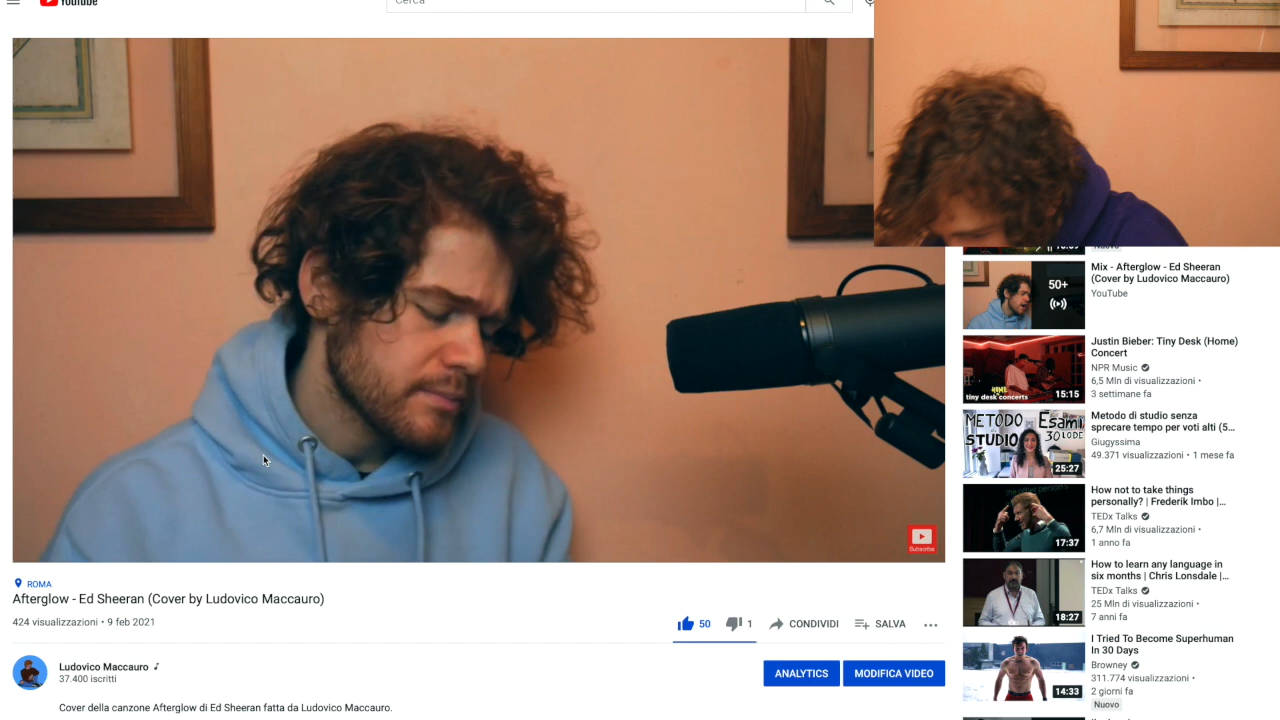 YouTube
Cerca
Subscribe
ROMA
Afterglow - Ed Sheeran (Cover by Ludovico Maccauro)
424 visualizzazioni • 9 feb 2021
50
1
CONDIVIDI
SALVA
Ludovico Maccauro
37.400 iscritti
ANALYTICS
MODIFICA VIDEO
Cover della canzone Afterglow di Ed Sheeran fatta da Ludovico Maccauro.
Nuovo
50+
Mix - Afterglow - Ed Sheeran
(Cover by Ludovico Maccauro)
YouTube
HOME
tiny desk concerts
15:15
Justin Bieber: Tiny Desk (Home)
Concert
NPR Music
6,5 Mln di visualizzazioni •
3 settimane fa
METODO Esami
STUDIO 30 LODE
25:27
Metodo di studio senza
sprecare tempo per voti alti (5...
Giugyssima
49.371 visualizzazioni • 1 mese fa
17:37
How not to take things
personally? | Frederik Imbo |...
TEDx Talks
6,7 Mln di visualizzazioni •
1 anno fa
18:27
How to learn any language in
six months | Chris Lonsdale |...
TEDx Talks
25 Mln di visualizzazioni •
7 anni fa
14:33
I Tried To Become Superhuman
In 30 Days
Browney
311.774 visualizzazioni •
2 giorni fa
Nuovo